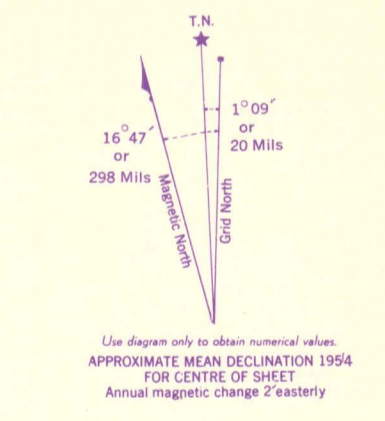 T.N.
1°09′
or
20 Mils
16°47′
or
298 Mils
Magnetic North
Grid North
Use diagram only to obtain numerical values.
APPROXIMATE MEAN DECLINATION 1954
FOR CENTRE OF SHEET
Annual magnetic change 2′easterly